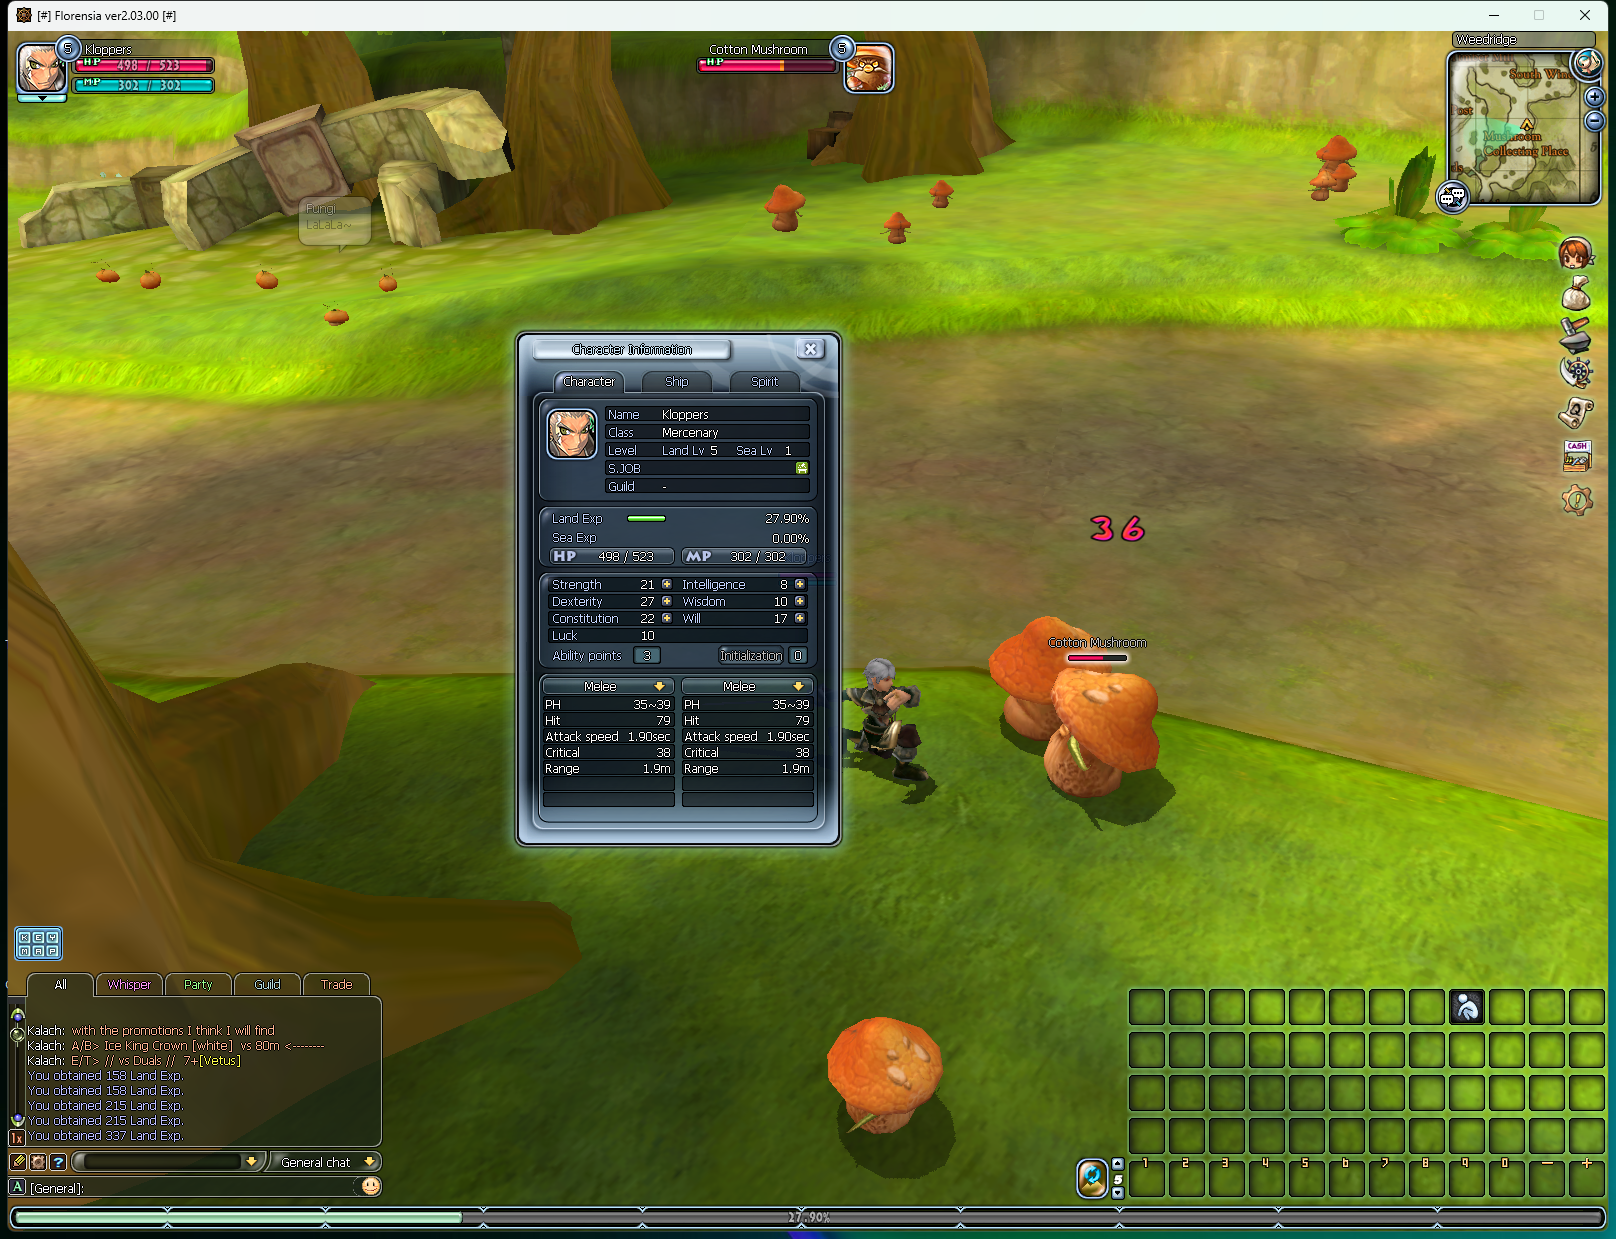 [#] Florensia ver2.03.00 [#]
5 Kloppers
HP 498 / 523
MP 302 / 302
Cotton Mushroom 5
HP
Weedridge
South Win
Post
Mushroom
Collecting Place
Fungi
LaLaLa~
Character Information
Character Ship Spirit
Name Kloppers
Class Mercenary
Level Land Lv 5 Sea Lv 1
S.JOB
Guild -
Land Exp 27.90%
Sea Exp 0.00%
HP 498 / 523 MP 302 / 302
Strength 21 Intelligence 8
Dexterity 27 Wisdom 10
Constitution 22 Will 17
Luck 10
Ability points 3 Initialization 0
Melee Melee
PH 35~39 PH 35~39
Hit 79 Hit 79
Attack speed 1.90sec Attack speed 1.90sec
Critical 38 Critical 38
Range 1.9m Range 1.9m
CASH
36
Cotton Mushroom
KEY
MAP
All Whisper Party Guild Trade
Kalach: with the promotions I think I will find
Kalach: A/B> Ice King Crown [white] vs 80m <--------
Kalach: E/T> // vs Duals // 7+[Vetus]
You obtained 158 Land Exp.
You obtained 158 Land Exp.
You obtained 215 Land Exp.
You obtained 215 Land Exp.
You obtained 337 Land Exp.
1x
? General chat
A [General]:
5
1 2 3 4 5 6 7 8 9 0 - +
27.90%